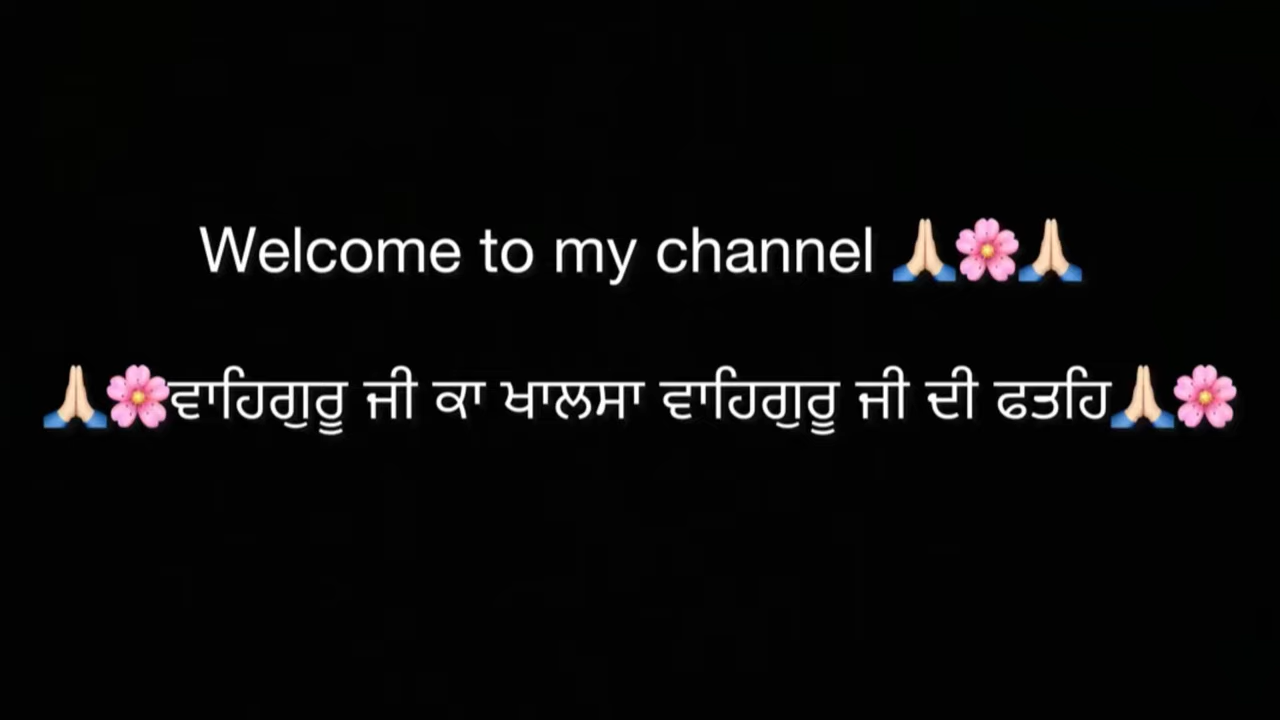 Welcome to my channel 🙏🏻🌸🙏🏻
🙏🏻🌸ਵਾਹਿਗੁਰੂ ਜੀ ਕਾ ਖਾਲਸਾ ਵਾਹਿਗੁਰੂ ਜੀ ਦੀ ਫਤਹਿ🙏🏻🌸